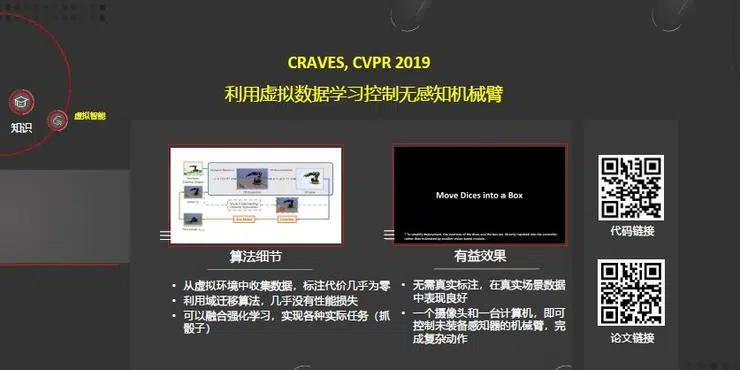 CRAVES, CVPR 2019
利用虚拟数据学习控制无感知机械臂
知识
虚拟智能
Move Dices into a Box
算法细节
从虚拟环境中收集数据，标注代价几乎为零
利用域迁移算法，几乎没有性能损失
可以融合强化学习，实现各种实际任务（抓
骰子）
有益效果
无需真实标注，在真实场景数据
中表现良好
一个摄像头和一台计算机，即可
控制未装备感知器的机械臂，完
成复杂动作
代码链接
论文链接